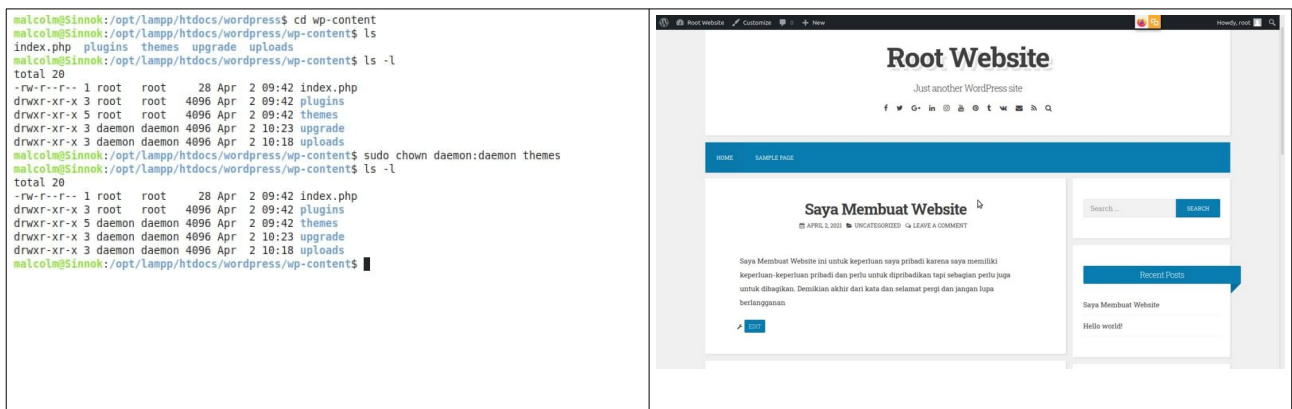 malcolm@Sinnok:/opt/lampp/htdocs/wordpress$ cd wp-content
malcolm@Sinnok:/opt/lampp/htdocs/wordpress/wp-content$ ls
index.php plugins themes upgrade uploads
malcolm@Sinnok:/opt/lampp/htdocs/wordpress/wp-content$ ls -l
total 20
-rw-r--r-- 1 root root 28 Apr 2 09:42 index.php
drwxr-xr-x 3 root root 4096 Apr 2 09:42 plugins
drwxr-xr-x 5 root root 4096 Apr 2 09:42 themes
drwxr-xr-x 3 daemon daemon 4096 Apr 2 10:23 upgrade
drwxr-xr-x 3 daemon daemon 4096 Apr 2 10:18 uploads
malcolm@Sinnok:/opt/lampp/htdocs/wordpress/wp-content$ sudo chown daemon:daemon themes
malcolm@Sinnok:/opt/lampp/htdocs/wordpress/wp-content$ ls -l
total 20
-rw-r--r-- 1 root root 28 Apr 2 09:42 index.php
drwxr-xr-x 3 root root 4096 Apr 2 09:42 plugins
drwxr-xr-x 5 daemon daemon 4096 Apr 2 09:42 themes
drwxr-xr-x 3 daemon daemon 4096 Apr 2 10:23 upgrade
drwxr-xr-x 3 daemon daemon 4096 Apr 2 10:18 uploads
malcolm@Sinnok:/opt/lampp/htdocs/wordpress/wp-content$
Root Website Customize 0 + New Howdy, root
Root Website
Just another WordPress site
HOME SAMPLE PAGE
Saya Membuat Website
APRIL 2, 2021 UNCATEGORIZED LEAVE A COMMENT
Saya Membuat Website ini untuk keperluan saya pribadi karena saya memiliki
keperluan-keperluan pribadi dan perlu untuk dipribadikan tapi sebagian perlu juga
untuk dibagikan. Demikian akhir dari kata dan selamat pergi dan jangan lupa
berlangganan
EDIT
Search ... SEARCH
Recent Posts
Saya Membuat Website
Hello world!